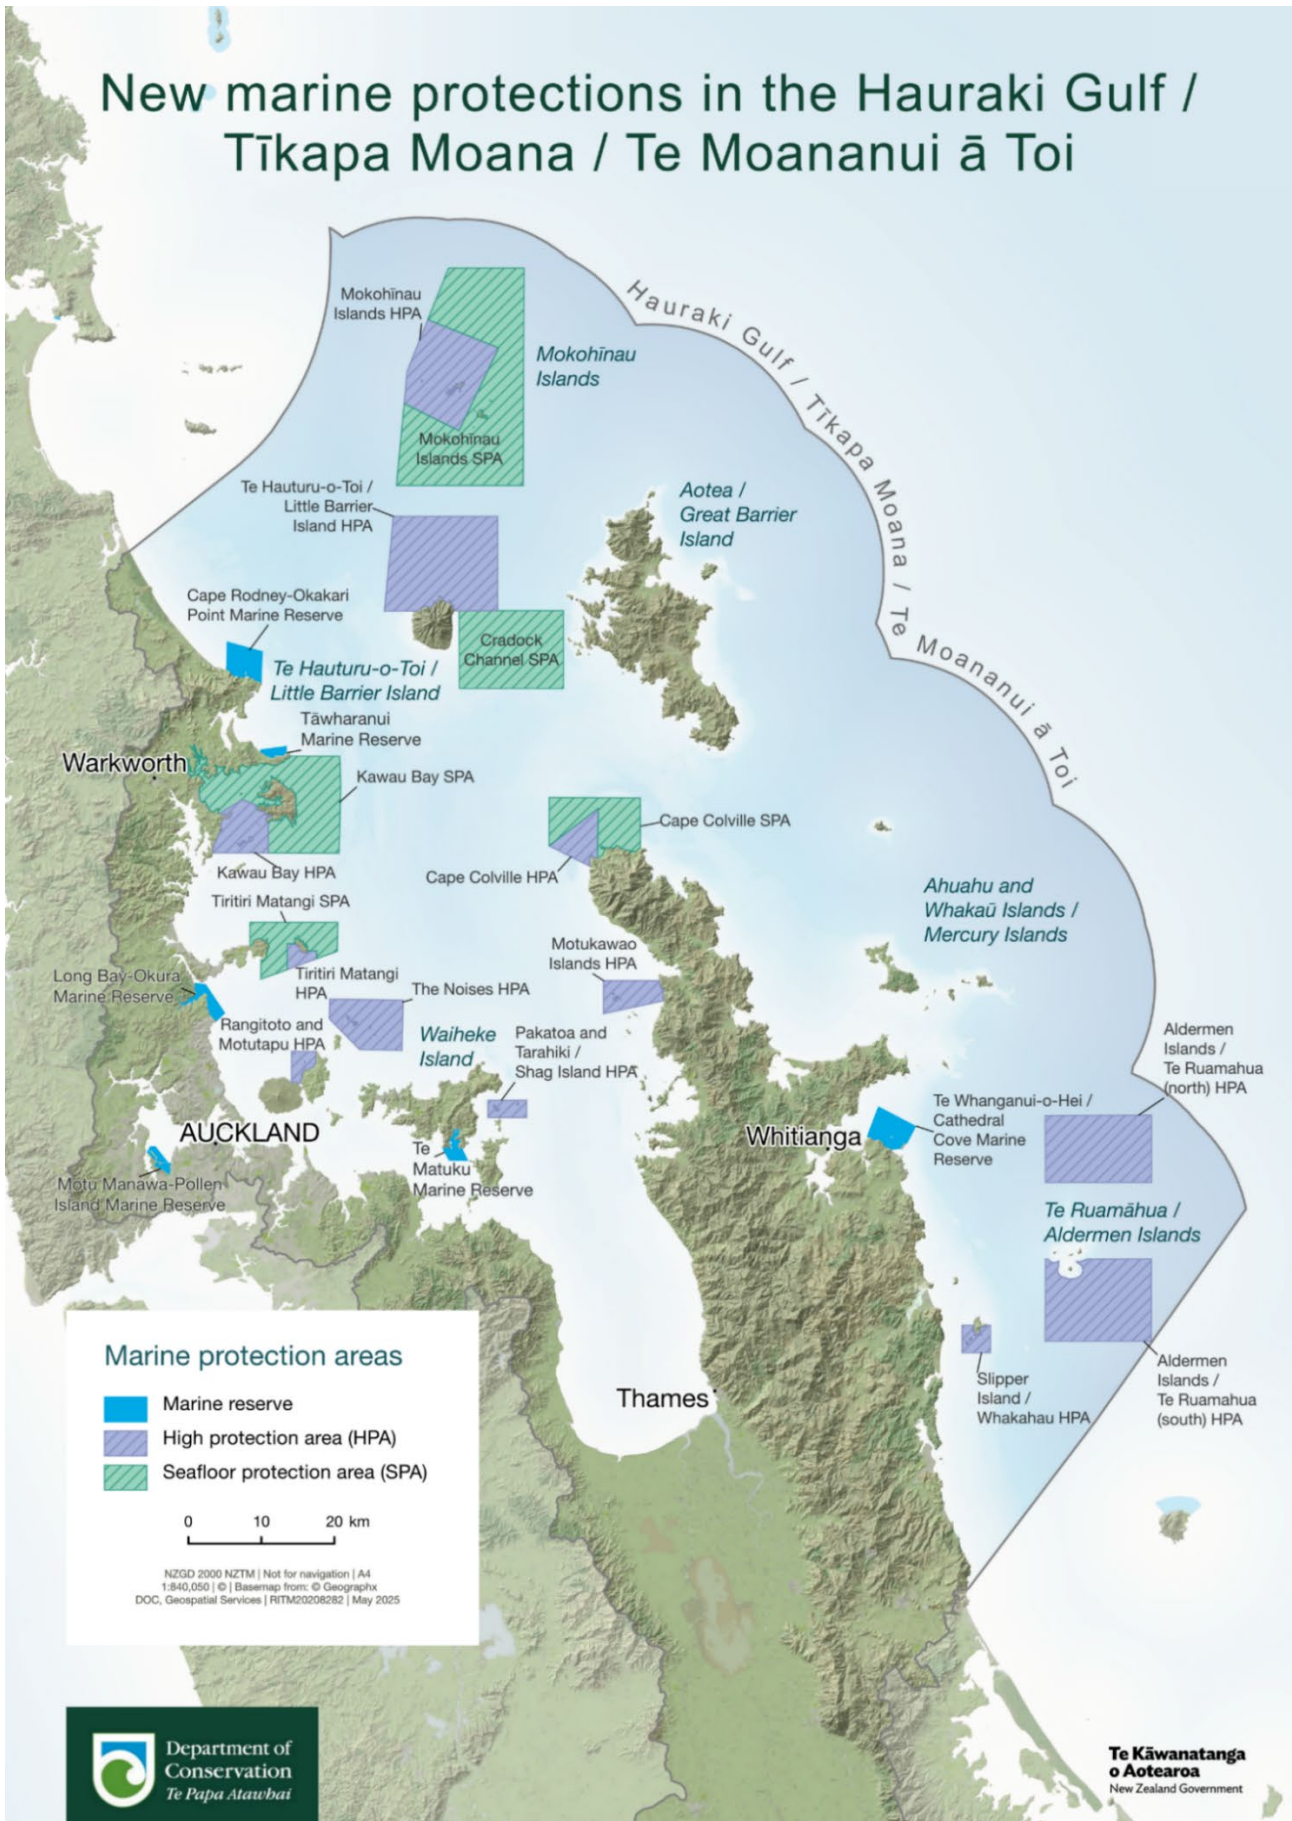 New marine protections in the Hauraki Gulf /
Tīkapa Moana / Te Moananui ā Toi
Hauraki Gulf / Tīkapa Moana / Te Moananui ā Toi
Mokohīnau
Islands HPA
Mokohīnau
Islands
Mokohīnau
Islands SPA
Te Hauturu-o-Toi /
Little Barrier
Island HPA
Aotea /
Great Barrier
Island
Cape Rodney-Okakari
Point Marine Reserve
Cradock
Channel SPA
Te Hauturu-o-Toi /
Little Barrier Island
Tāwharanui
Marine Reserve
Warkworth
Kawau Bay SPA
Cape Colville SPA
Kawau Bay HPA
Cape Colville HPA
Tiritiri Matangi SPA
Ahuahu and
Whakaū Islands /
Mercury Islands
Motukawao
Islands HPA
Long Bay-Okura
Marine Reserve
Tiritiri Matangi
HPA
The Noises HPA
Rangitoto and
Motutapu HPA
Waiheke
Island
Pakatoa and
Tarahiki /
Shag Island HPA
Aldermen
Islands /
Te Ruamahua
(north) HPA
Te Whanganui-o-Hei /
Cathedral
Cove Marine
Reserve
AUCKLAND
Whitianga
Te
Matuku
Marine Reserve
Motu Manawa-Pollen
Island Marine Reserve
Te Ruamāhua /
Aldermen Islands
Slipper
Island /
Whakahau HPA
Aldermen
Islands /
Te Ruamahua
(south) HPA
Thames
Marine protection areas
Marine reserve
High protection area (HPA)
Seafloor protection area (SPA)
0 10 20 km
NZGD 2000 NZTM | Not for navigation | A4
1:840,050 | © | Basemap from: © Geographx
DOC, Geospatial Services | RITM20208282 | May 2025
Department of
Conservation
Te Papa Atawhai
Te Kāwanatanga
o Aotearoa
New Zealand Government